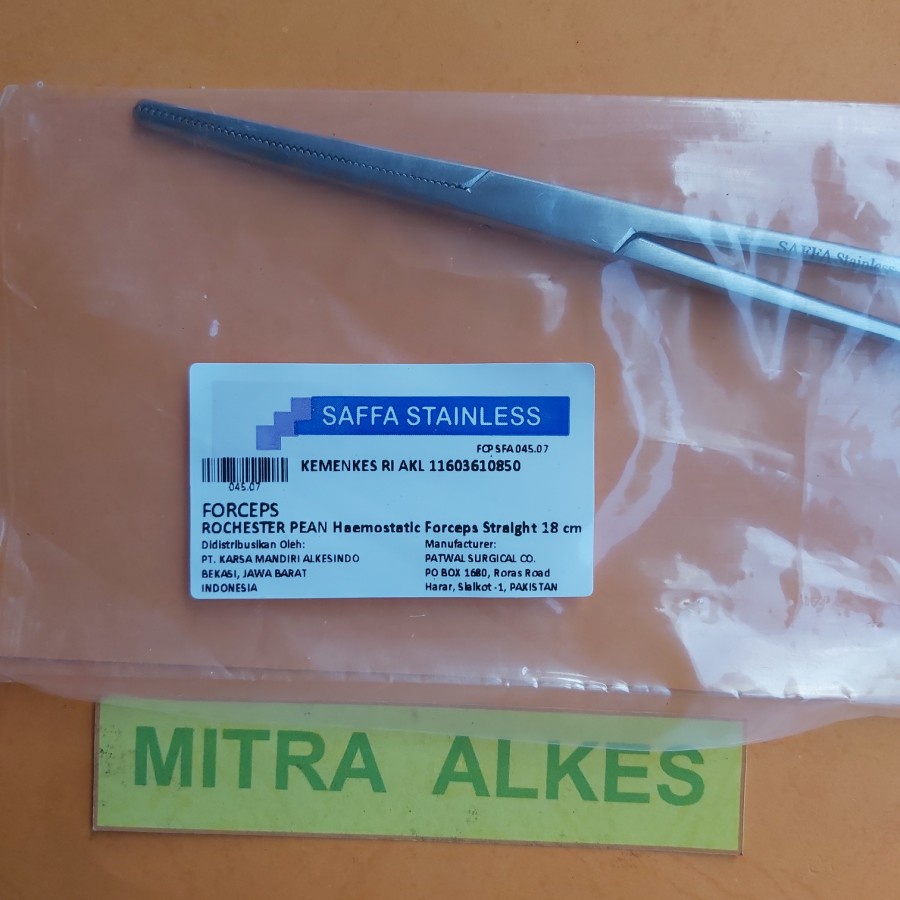 SAFFA Stainless
SAFFA STAINLESS
FCP SFA 045.07
KEMENKES RI AKL 11603610850
045.07
FORCEPS
ROCHESTER PEAN Haemostatic Forceps Straight 18 cm
Didistribusikan Oleh:
PT. KARSA MANDIRI ALKESINDO
BEKASI, JAWA BARAT
INDONESIA
Manufacturer:
PATWAL SURGICAL CO.
PO BOX 1680, Roras Road
Harar, Sialkot -1, PAKISTAN
MITRA ALKES